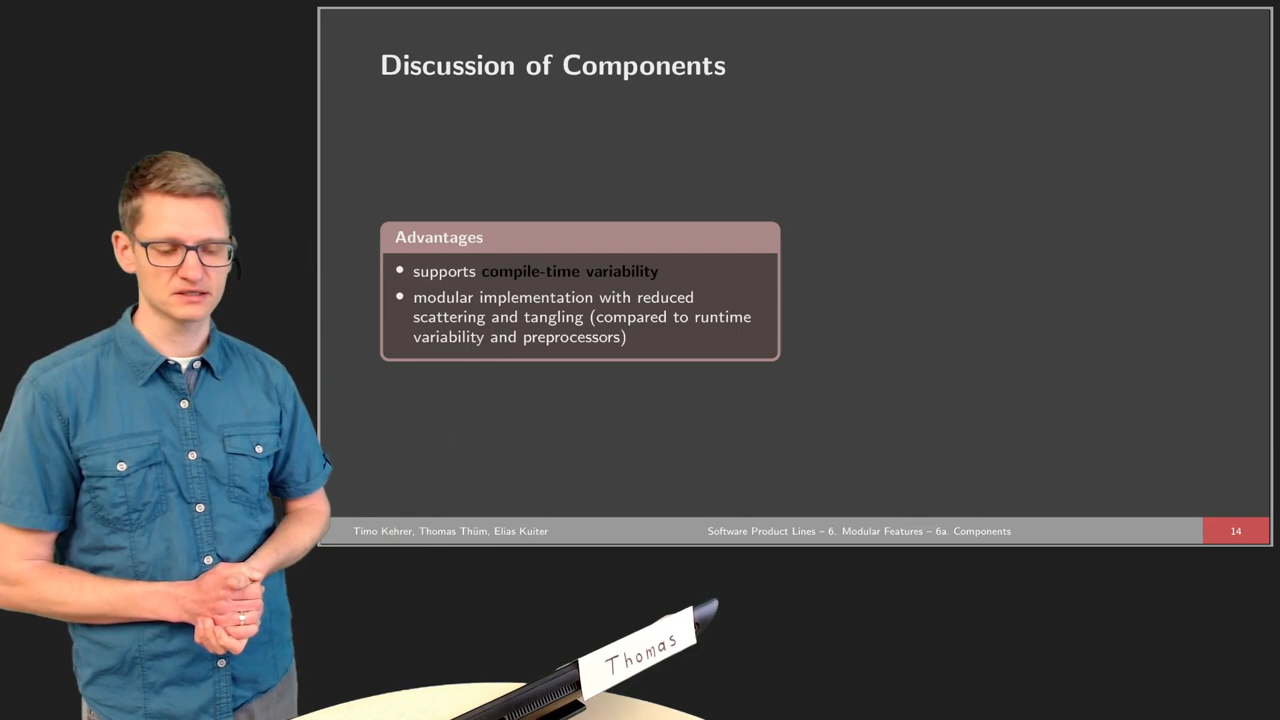 Discussion of Components
Advantages
• supports compile-time variability
• modular implementation with reduced
scattering and tangling (compared to runtime
variability and preprocessors)
Timo Kehrer, Thomas Thüm, Elias Kuiter
Software Product Lines – 6. Modular Features – 6a. Components
14
Thomas